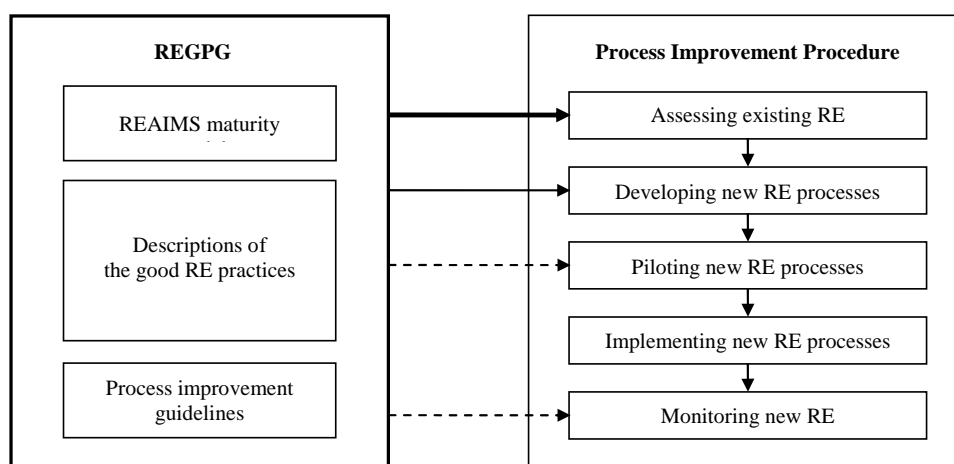 REGPG
REAIMS maturity
Descriptions of
the good RE practices
Process improvement
guidelines
Process Improvement Procedure
Assessing existing RE
Developing new RE processes
Piloting new RE processes
Implementing new RE processes
Monitoring new RE